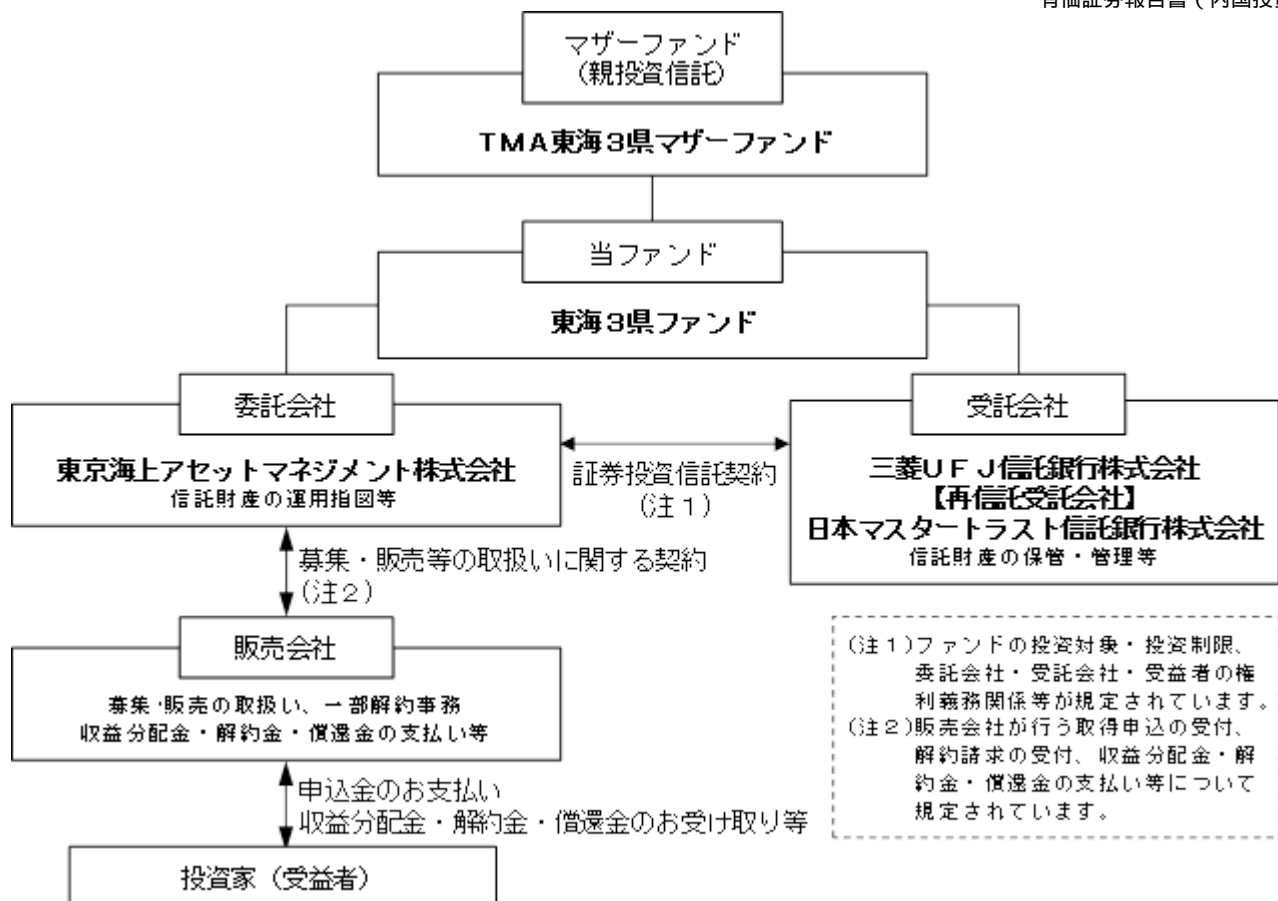 有価証券報告書(内国投資
マザーファンド
(親投資信託)
TMA東海3県マザーファンド
当ファンド
東海3県ファンド
委託会社
東京海上アセットマネジメント株式会社
信託財産の運用指図等
証券投資信託契約
(注1)
受託会社
三菱UFJ信託銀行株式会社
【再信託受託会社】
日本マスタートラスト信託銀行株式会社
信託財産の保管・管理等
募集・販売等の取扱いに関する契約
(注2)
販売会社
募集・販売の取扱い、一部解約事務
収益分配金・解約金・償還金の支払い等
申込金のお支払い
収益分配金・解約金・償還金のお受け取り等
投資家(受益者)
(注1)ファンドの投資対象・投資制限、
委託会社・受託会社・受益者の権
利義務関係等が規定されています。
(注2)販売会社が行う取得申込の受付、
解約請求の受付、収益分配金・解
約金・償還金の支払い等について
規定されています。